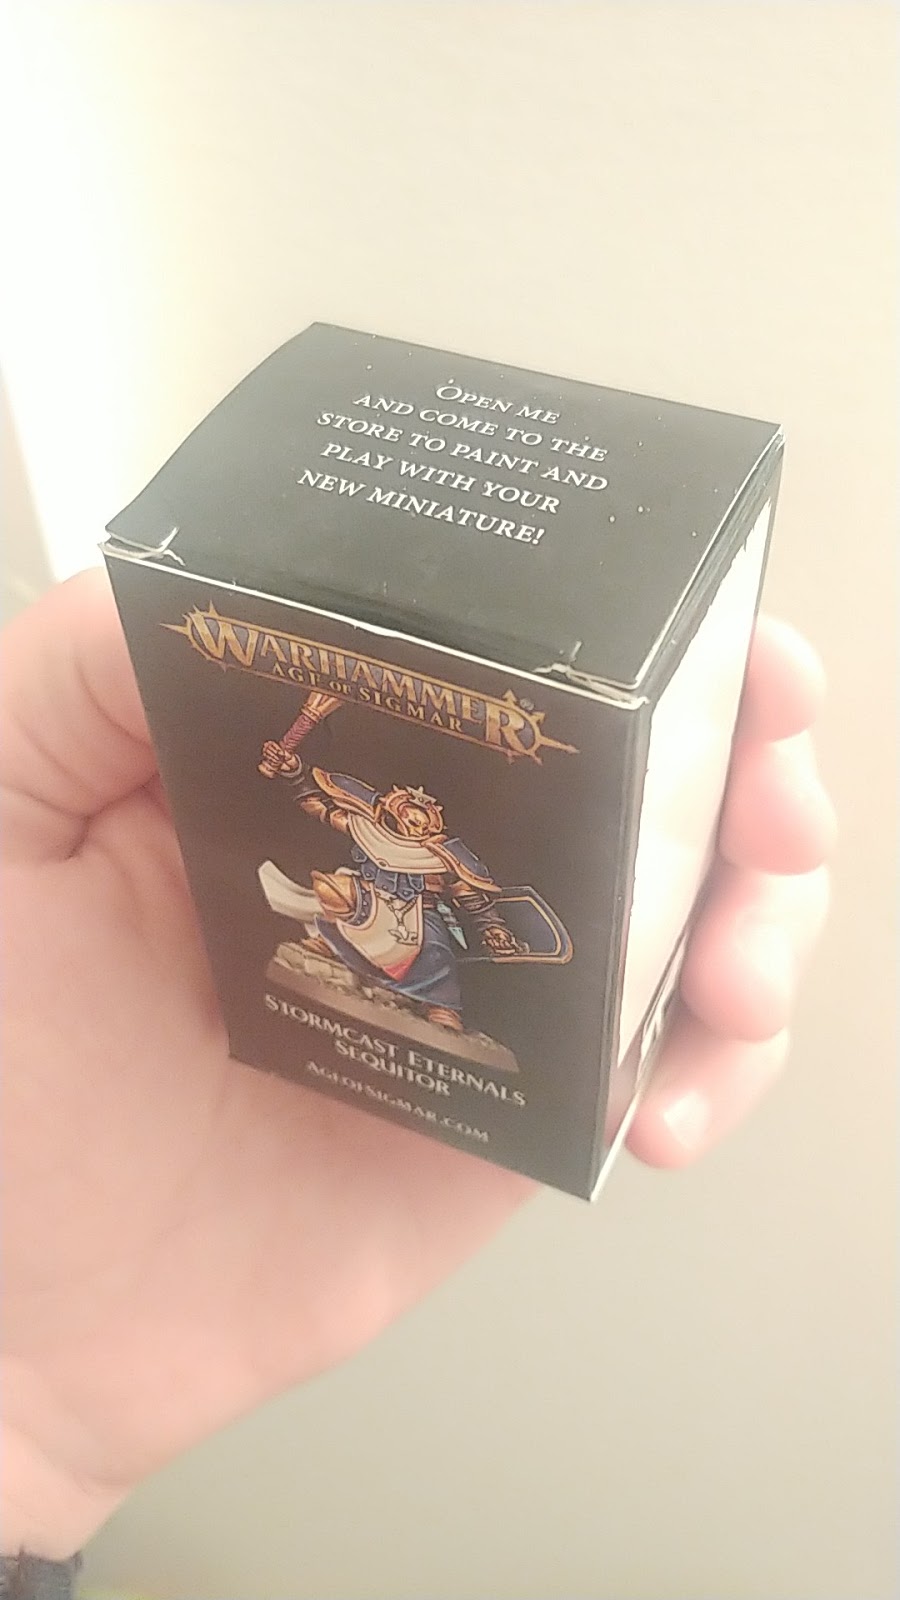 OPEN ME
AND COME TO THE
STORE TO PAINT AND
PLAY WITH YOUR
NEW MINIATURE!
WARHAMMER®
AGE OF SIGMAR
STORMCAST ETERNALS
SEQUITOR
AGEOFSIGMAR.COM